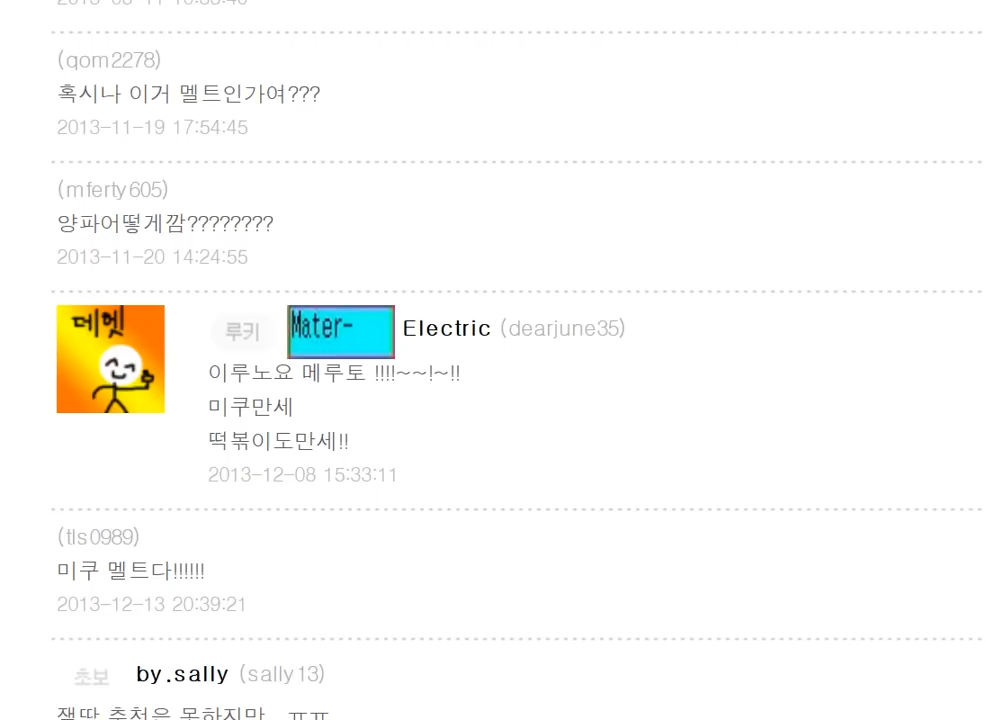 (qom2278)
혹시나 이거 멜트인가여???
2013-11-19 17:54:45
(mferty605)
양파어떻게깜????????
2013-11-20 14:24:55
데헷
루키 Mater- Electric (dearjune35)
이루노요 메루토 !!!!~~!~!!
미쿠만세
떡볶이도만세!!
2013-12-08 15:33:11
(tls0989)
미쿠 멜트다!!!!!!
2013-12-13 20:39:21
초보 by.sally (sally13)